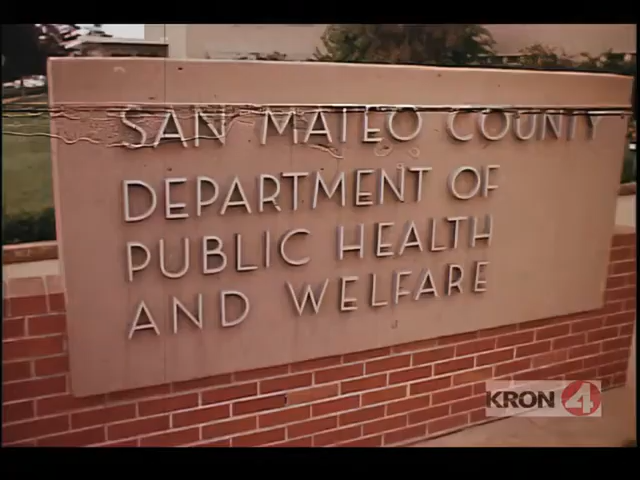 SAN MATEO COUNTY
DEPARTMENT OF
PUBLIC HEALTH
AND WELFARE
KRON 4